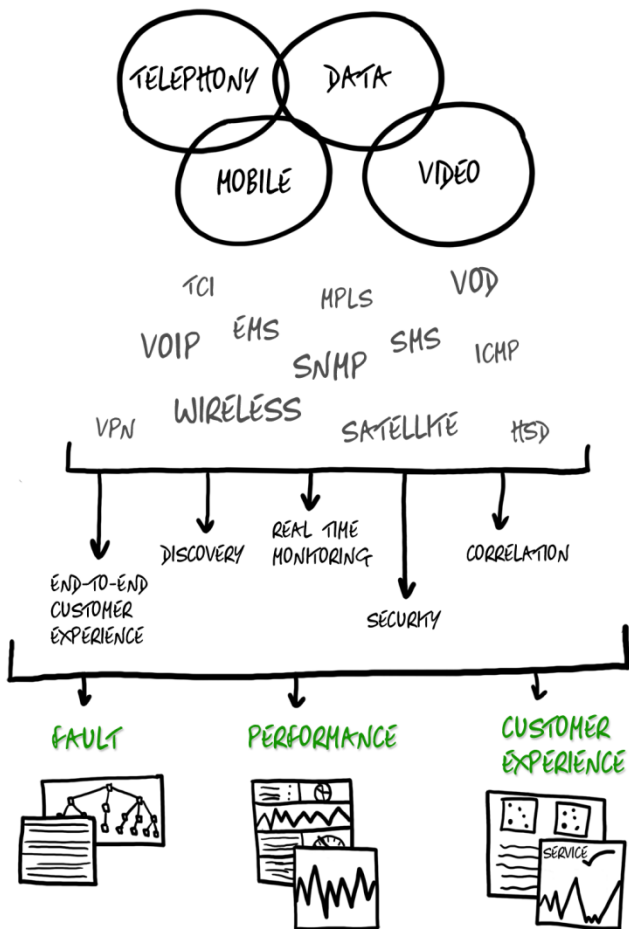 TELEPHONY
DATA
MOBILE
VIDEO
TCI
MPLS
VOD
VOIP
EMS
SNMP
SMS
ICMP
VPN
WIRELESS
SATELLITE
HSD
END-TO-END
CUSTOMER
EXPERIENCE
DISCOVERY
REAL TIME
MONITORING
SECURITY
CORRELATION
FAULT
PERFORMANCE
CUSTOMER
EXPERIENCE
SERVICE